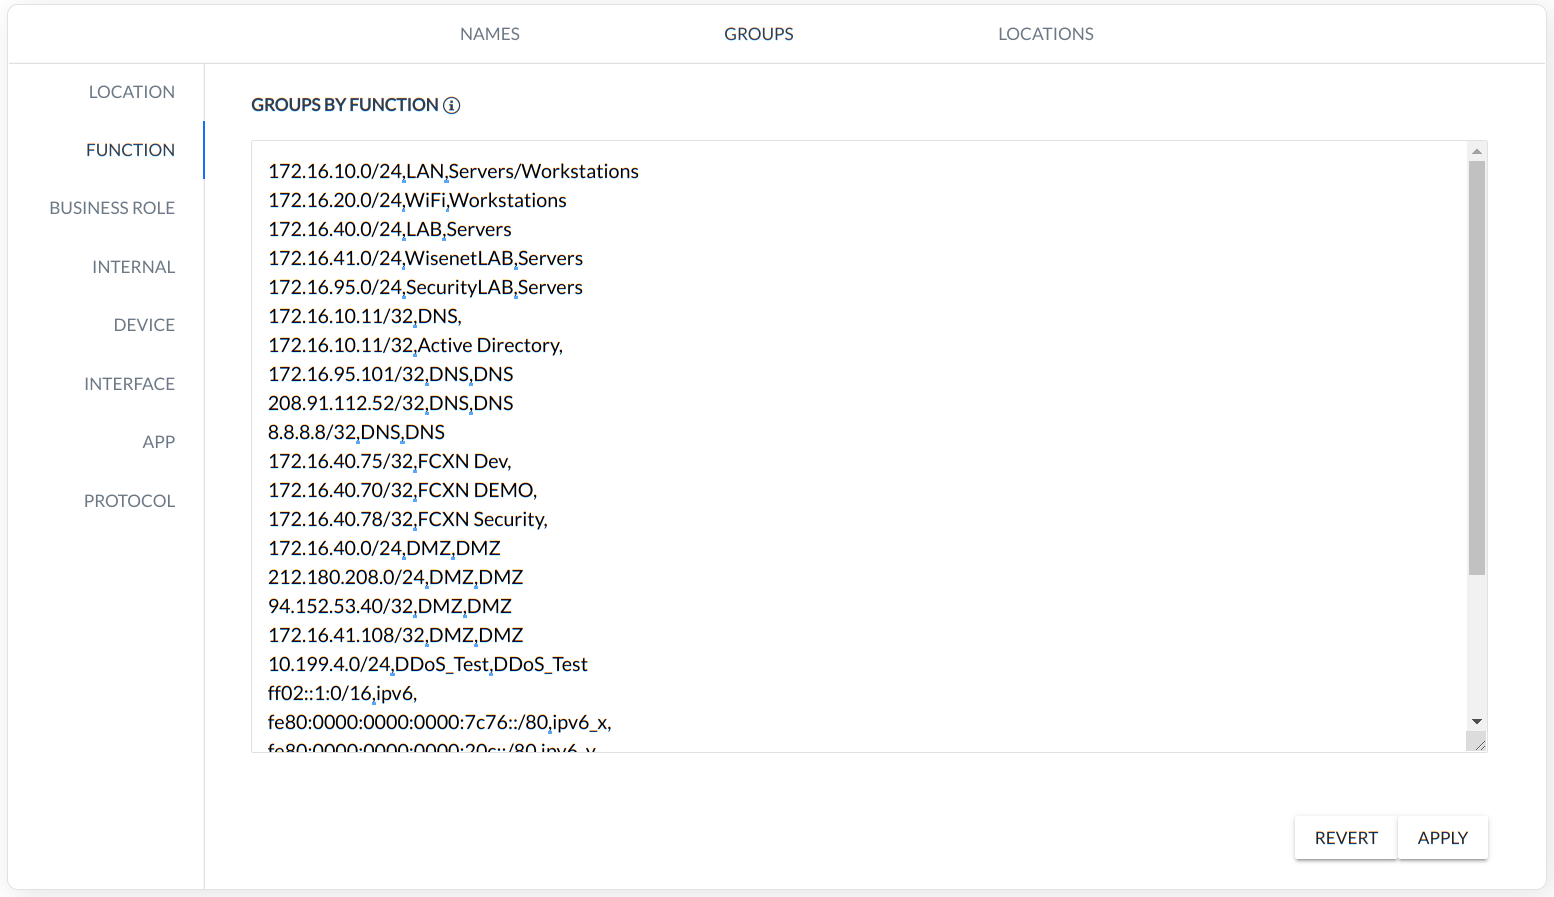 NAMES
GROUPS
LOCATIONS
LOCATION
FUNCTION
BUSINESS ROLE
INTERNAL
DEVICE
INTERFACE
APP
PROTOCOL
GROUPS BY FUNCTION
172.16.10.0/24,LAN,Servers/Workstations
172.16.20.0/24,WiFi,Workstations
172.16.40.0/24,LAB,Servers
172.16.41.0/24,WisenetLAB,Servers
172.16.95.0/24,SecurityLAB,Servers
172.16.10.11/32,DNS,
172.16.10.11/32,Active Directory,
172.16.95.101/32,DNS,DNS
208.91.112.52/32,DNS,DNS
8.8.8.8/32,DNS,DNS
172.16.40.75/32,FCXN Dev,
172.16.40.70/32,FCXN DEMO,
172.16.40.78/32,FCXN Security,
172.16.40.0/24,DMZ,DMZ
212.180.208.0/24,DMZ,DMZ
94.152.53.40/32,DMZ,DMZ
172.16.41.108/32,DMZ,DMZ
10.199.4.0/24,DDoS_Test,DDoS_Test
ff02::1:0/16,ipv6,
fe80:0000:0000:0000:7c76::/80,ipv6_x,
fe80:0000:0000:0000:20c::/80,ipv6_y
REVERT
APPLY